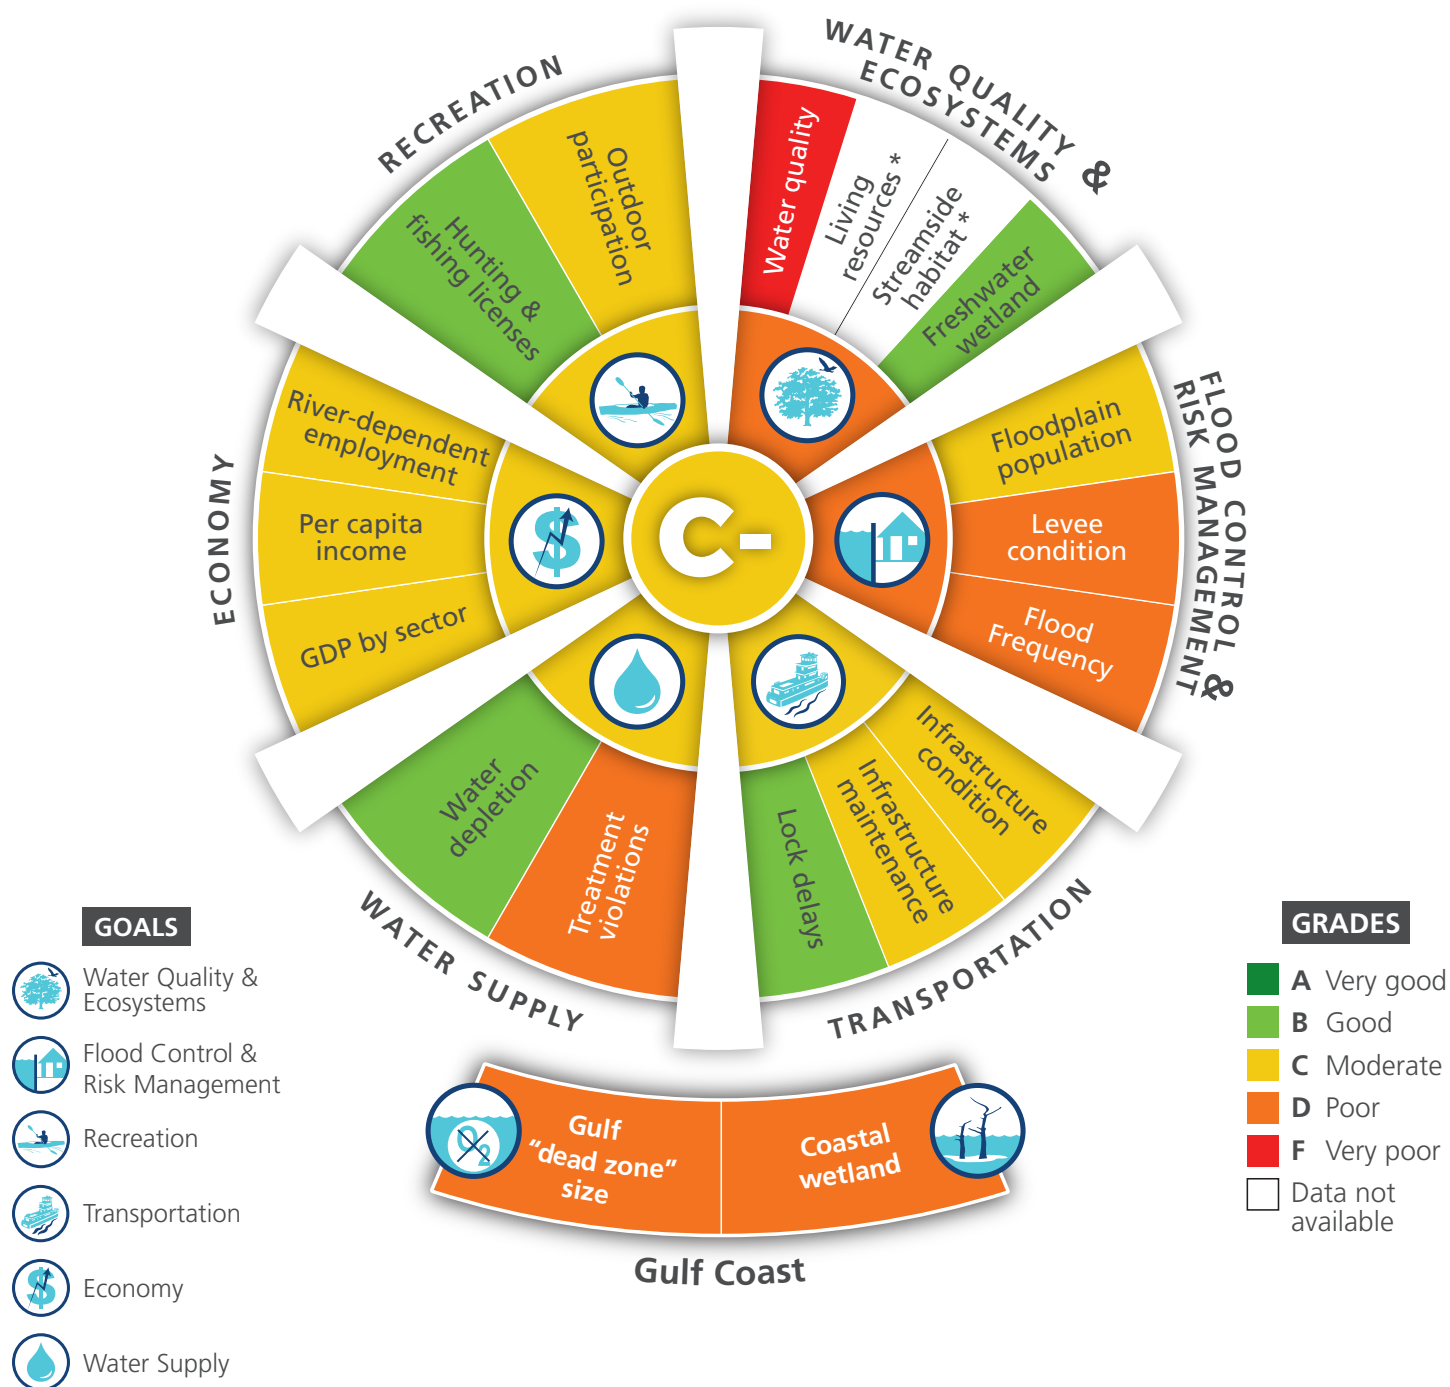 RECREATION
Outdoor
participation
Hunting &
fishing licenses
WATER QUALITY &
ECOSYSTEMS
Water quality
Living
resources *
Streamside
habitat *
Freshwater
wetland
FLOOD CONTROL &
RISK MANAGEMENT
Floodplain
population
Levee
condition
Flood
Frequency
ECONOMY
River-dependent
employment
Per capita
income
GDP by sector
C-
WATER SUPPLY
Water
depletion
Treatment
violations
TRANSPORTATION
Lock delays
Infrastructure
maintenance
Infrastructure
condition
O2
Gulf
"dead zone"
size
Coastal
wetland
Gulf Coast
GOALS
Water Quality &
Ecosystems
Flood Control &
Risk Management
Recreation
Transportation
$
Economy
Water Supply
GRADES
A Very good
B Good
C Moderate
D Poor
F Very poor
Data not
available